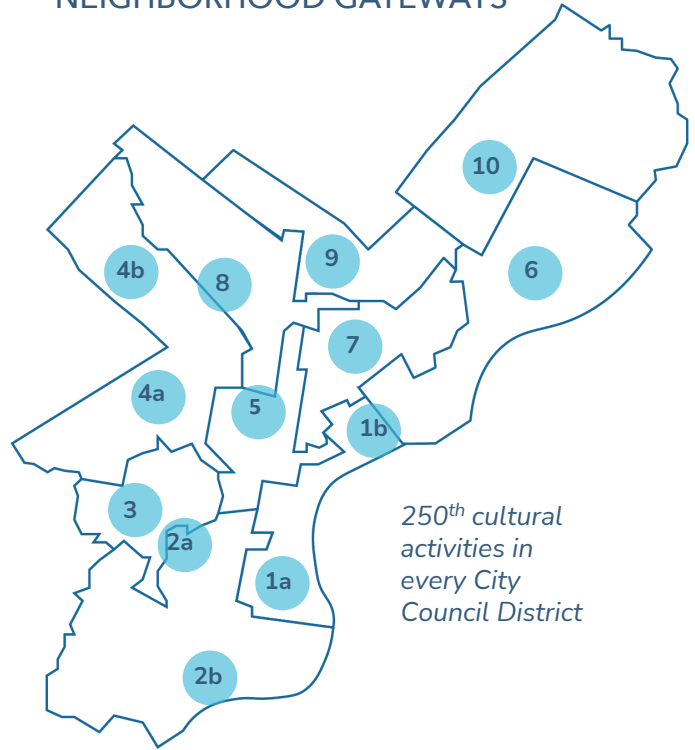 NEIGHBORHOOD GATEWAYS
10
9
6
4b
8
7
4a
5
1b
3
2a
1a
2b
250th cultural
activities in
every City
Council District